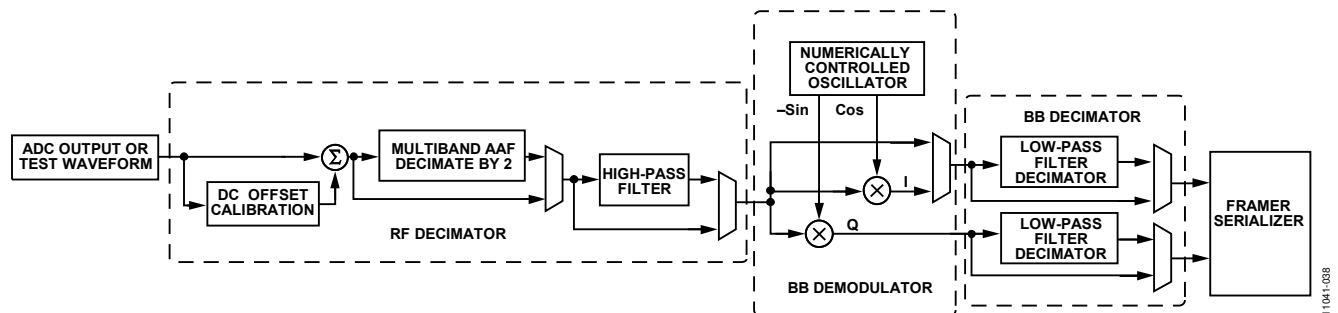 ADC OUTPUT OR
TEST WAVEFORM
DC OFFSET
CALIBRATION
Σ
MULTIBAND AAF
DECIMATE BY 2
HIGH-PASS
FILTER
RF DECIMATOR
NUMERICALLY
CONTROLLED
OSCILLATOR
–Sin
Cos
I
Q
BB DEMODULATOR
BB DECIMATOR
LOW-PASS
FILTER
DECIMATOR
LOW-PASS
FILTER
DECIMATOR
FRAMER
SERIALIZER
11041-038